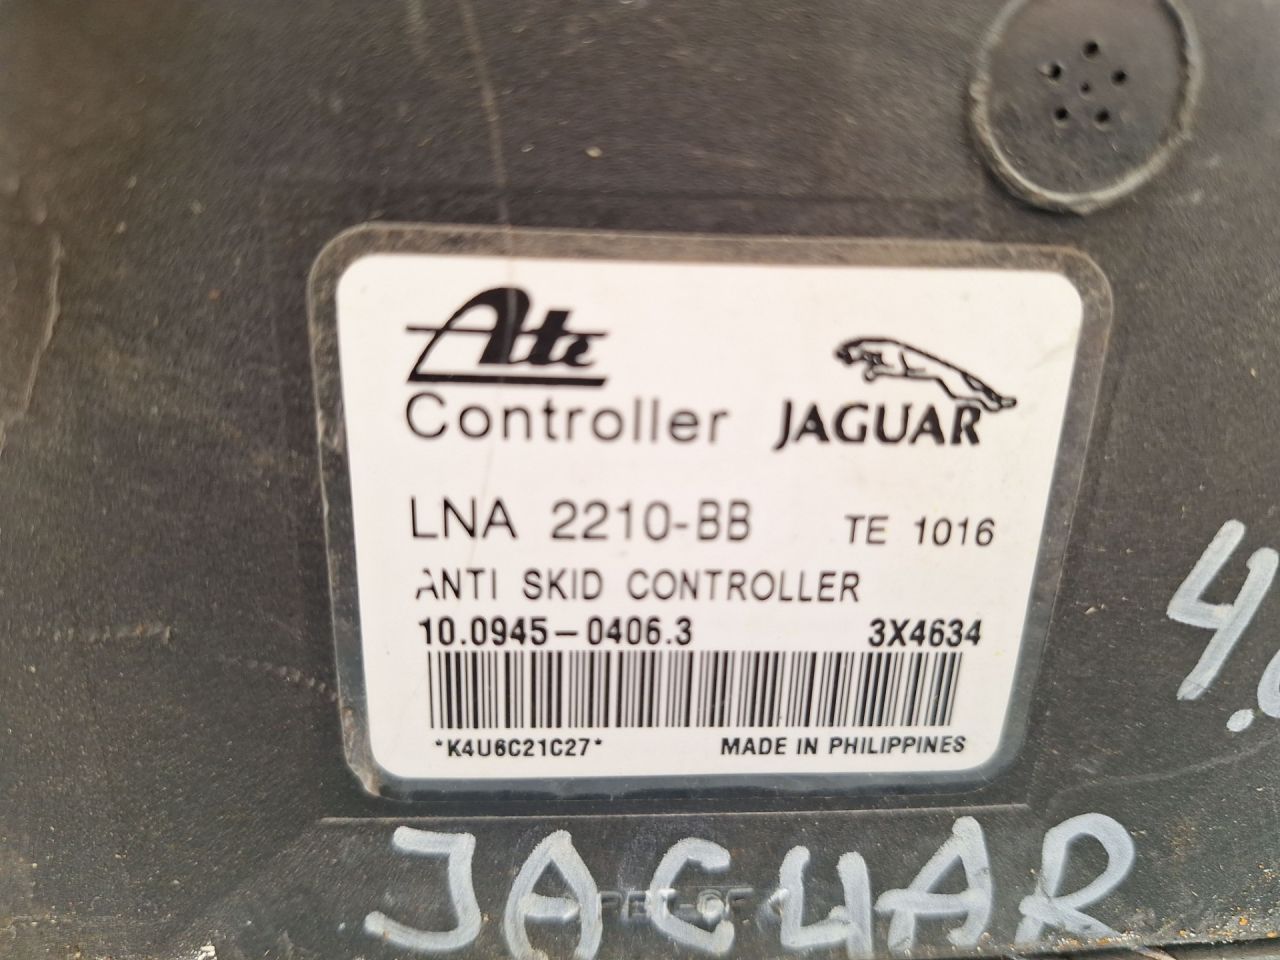 Ate
Controller JAGUAR
LNA 2210-BB TE 1016
ANTI SKID CONTROLLER
10.0945-0406.3 3X4634
*K4U6C21C27* MADE IN PHILIPPINES
JAGUAR